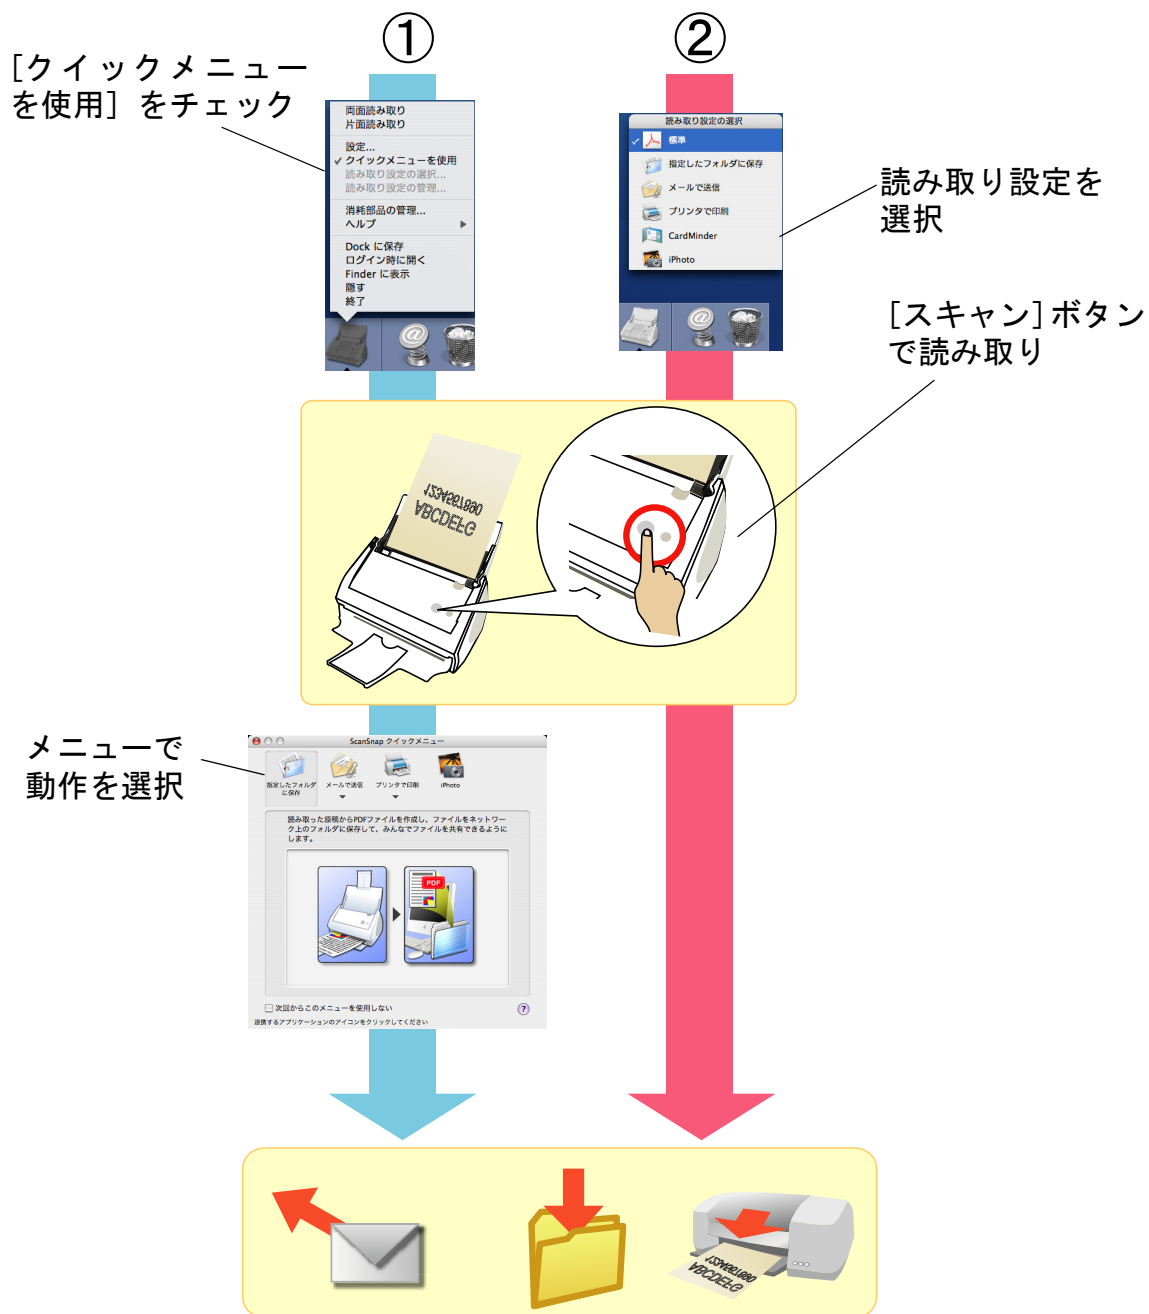 ①
②
[クイックメニュー
を使用] をチェック
両面読み取り
片面読み取り
設定...
✓ クイックメニューを使用
読み取り設定の選択...
読み取り設定の管理...
消耗部品の管理...
ヘルプ
Dock に保存
ログイン時に開く
Finder に表示
隠す
終了
読み取り設定の選択
✓ 標準
指定したフォルダに保存
メールで送信
プリンタで印刷
CardMinder
iPhoto
読み取り設定を
選択
[スキャン] ボタン
で読み取り
1234567890
ABCDEFG
メニューで
動作を選択
ScanSnap クイックメニュー
指定したフォルダ
に保存
メールで送信
プリンタで印刷
iPhoto
読み取った原稿からPDFファイルを作成し、ファイルをネットワー
ク上のフォルダに保存して、みんなでファイルを共有できるように
します。
PDF
次回からこのメニューを使用しない
?
連携するアプリケーションのアイコンをクリックしてください
1234567890
ABCDEFG